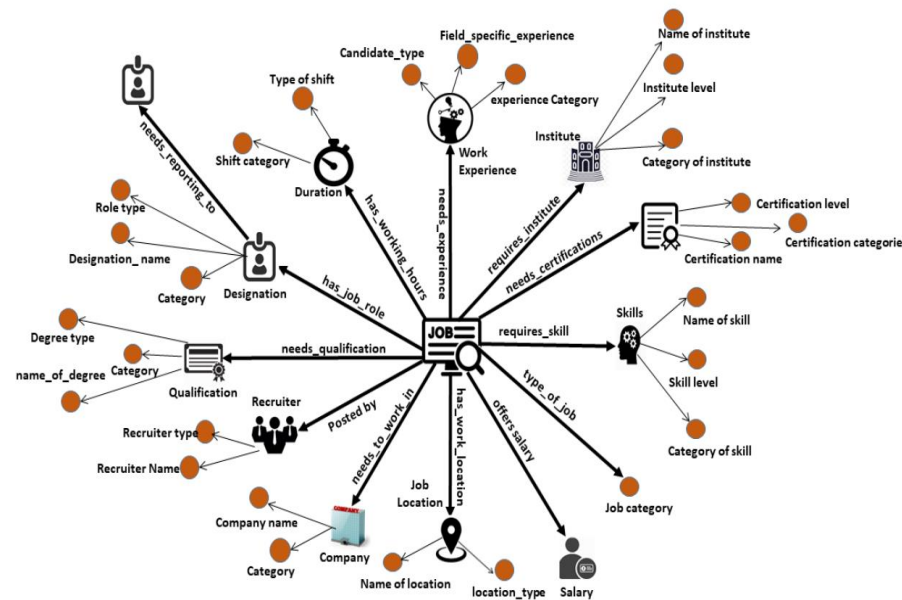 Name of institute
Field_specific_experience
Candidate_type
Type of shift
Institute level
experience Category
needs_reporting_to
Shift category
Institute
Work
Experience
Category of institute
Duration
Role type
has_working_hours
needs_experience
requires_institute
Certification level
Designation_ name
needs_certifications
Certification categorie
Certification name
Category
Designation
has_job_role
JOB
requires_skill
Skills
Name of skill
Degree type
needs_qualification
Category
name_of_degree
Qualification
type_of_job
Skill level
Recruiter
Posted by
needs_to_work_in
has_work_location
offers salary
Recruiter type
Category of skill
Recruiter Name
Job
Location
Job category
COMPANY
Company name
Category
Company
Name of location
location_type
Salary